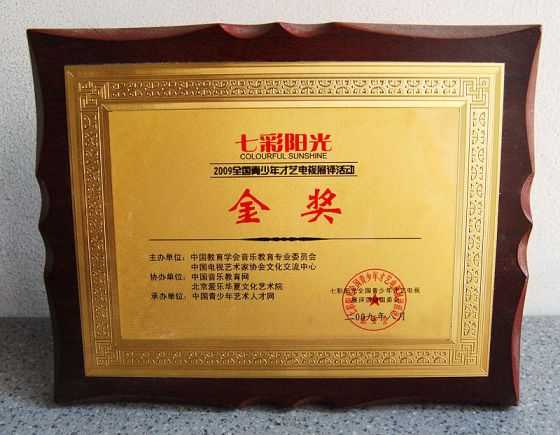 七彩阳光
COLOURFUL SUNSHINE
2009全国青少年才艺电视展评活动
金奖
主办单位：中国教育学会音乐教育专业委员会
中国电视艺术家协会文化交流中心
协办单位：中国音乐教育网
北京爱乐华夏文化艺术院
承办单位：中国青少年艺术人才网
七彩阳光全国青少年才艺电视
展评活动组委会
二00九年八月